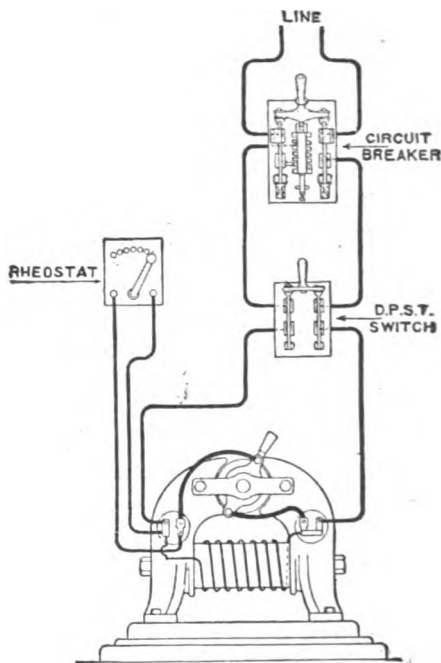 LINE
CIRCUIT
BREAKER
RHEOSTAT
D.P.S.T.
SWITCH